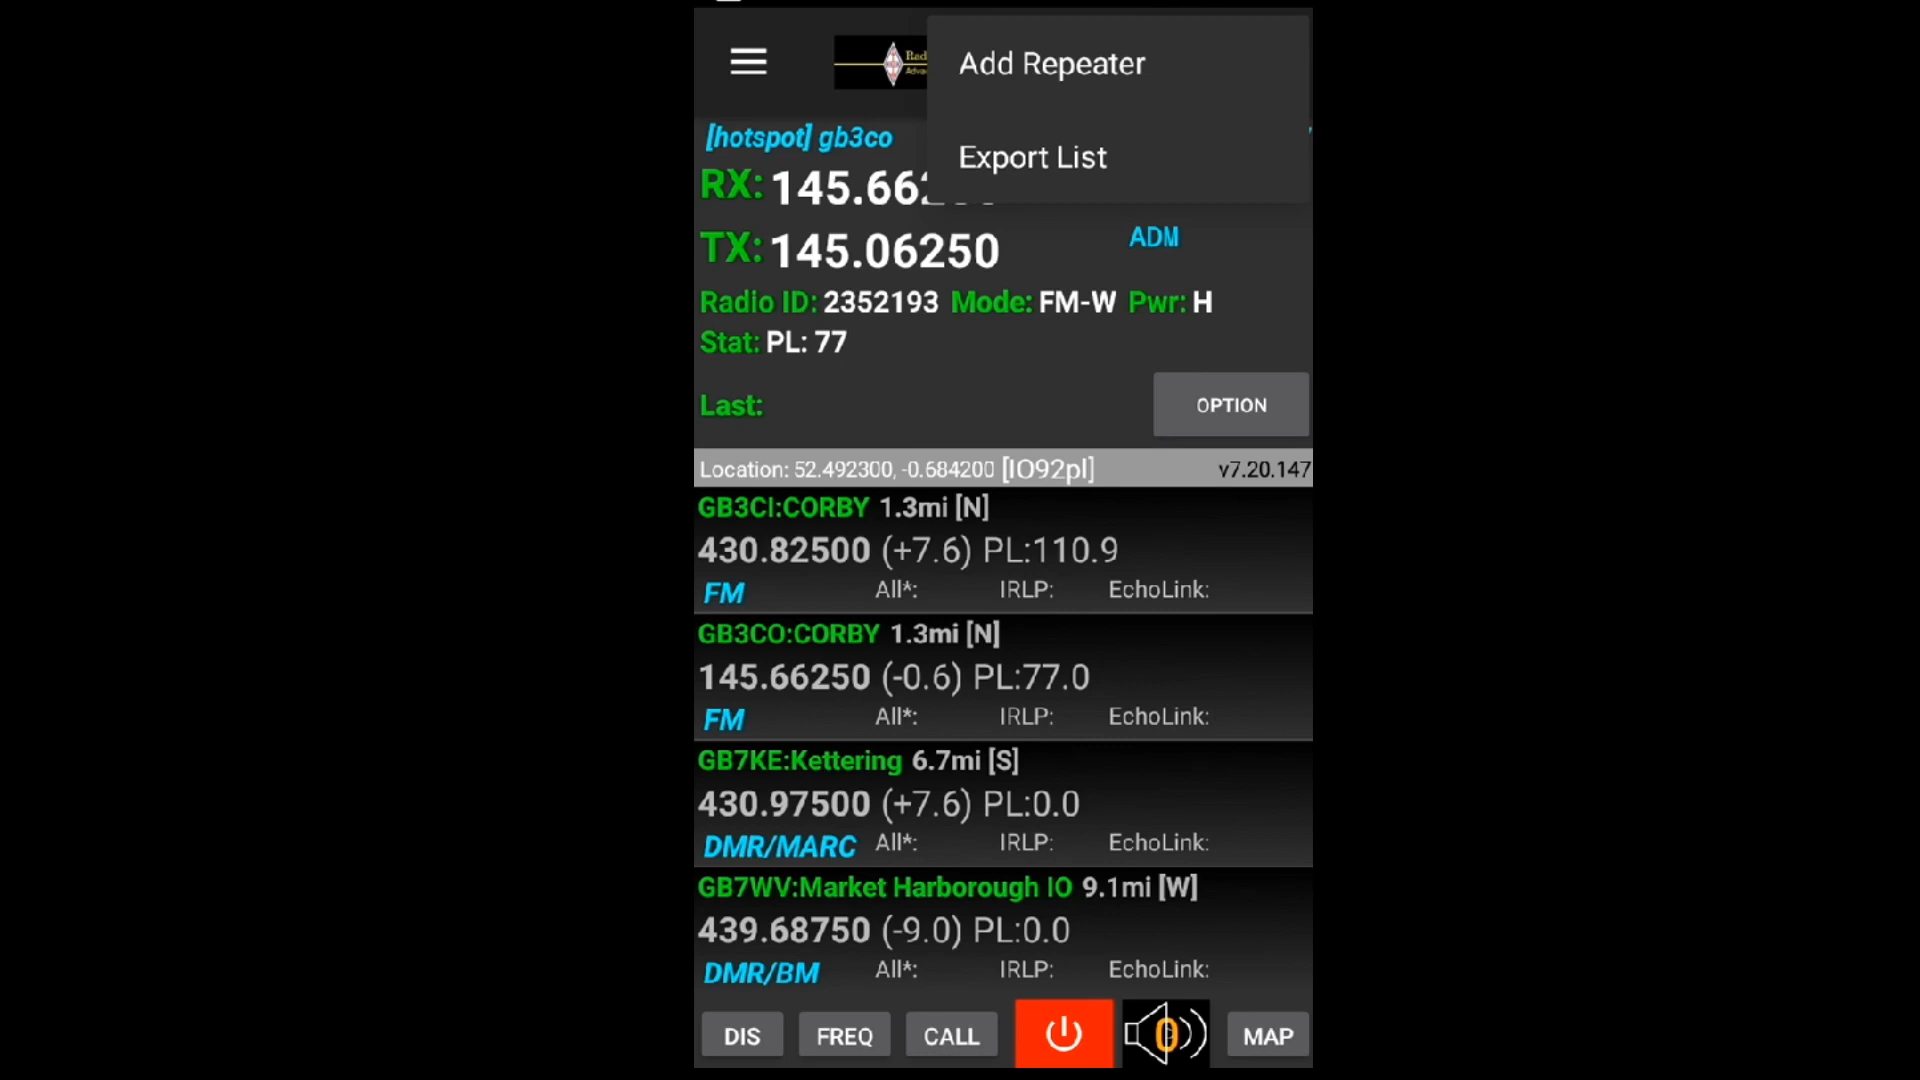 Add Repeater
Export List
[hotspot] gb3co
RX: 145.66
TX: 145.06250
ADM
Radio ID: 2352193 Mode: FM-W Pwr: H
Stat: PL: 77
Last:
OPTION
Location: 52.492300, -0.684200 [IO92pl]
v7.20.147
GB3CI:CORBY 1.3mi [N]
430.82500 (+7.6) PL:110.9
FM All*: IRLP: EchoLink:
GB3CO:CORBY 1.3mi [N]
145.66250 (-0.6) PL:77.0
FM All*: IRLP: EchoLink:
GB7KE:Kettering 6.7mi [S]
430.97500 (+7.6) PL:0.0
DMR/MARC All*: IRLP: EchoLink:
GB7WV:Market Harborough IO 9.1mi [W]
439.68750 (-9.0) PL:0.0
DMR/BM All*: IRLP: EchoLink:
DIS FREQ CALL 0 MAP